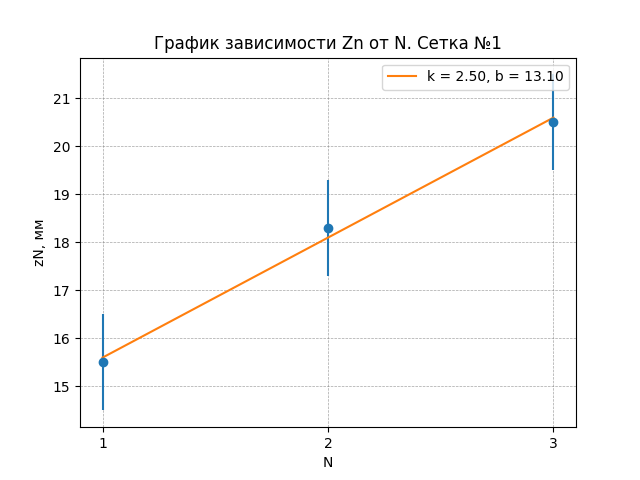 График зависимости Zn от N. Сетка №1
k = 2.50, b = 13.10
21
20
19
18
17
16
15
zN, мм
1 2 3
N